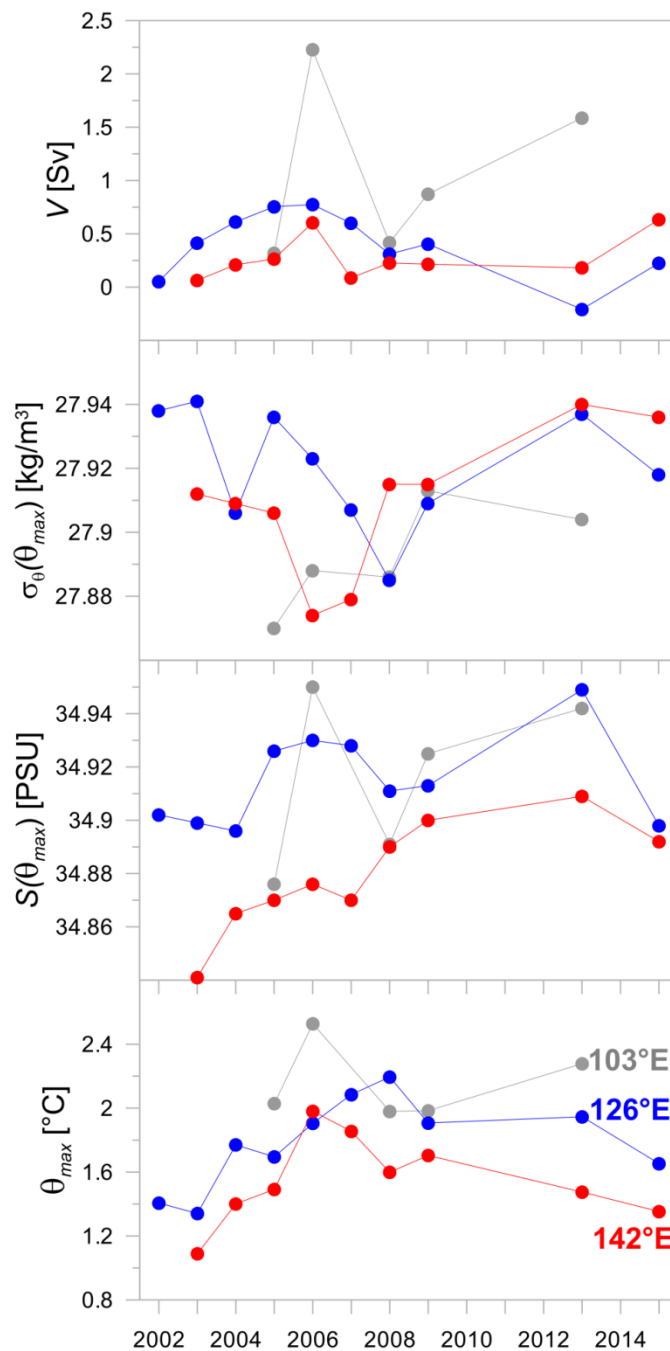 V [Sv]
2.5
2
1.5
1
0.5
0
σθ(θmax) [kg/m³]
27.94
27.92
27.9
27.88
S(θmax) [PSU]
34.94
34.92
34.9
34.88
34.86
θmax [°C]
2.4
2
1.6
1.2
0.8
103°E
126°E
142°E
2002 2004 2006 2008 2010 2012 2014